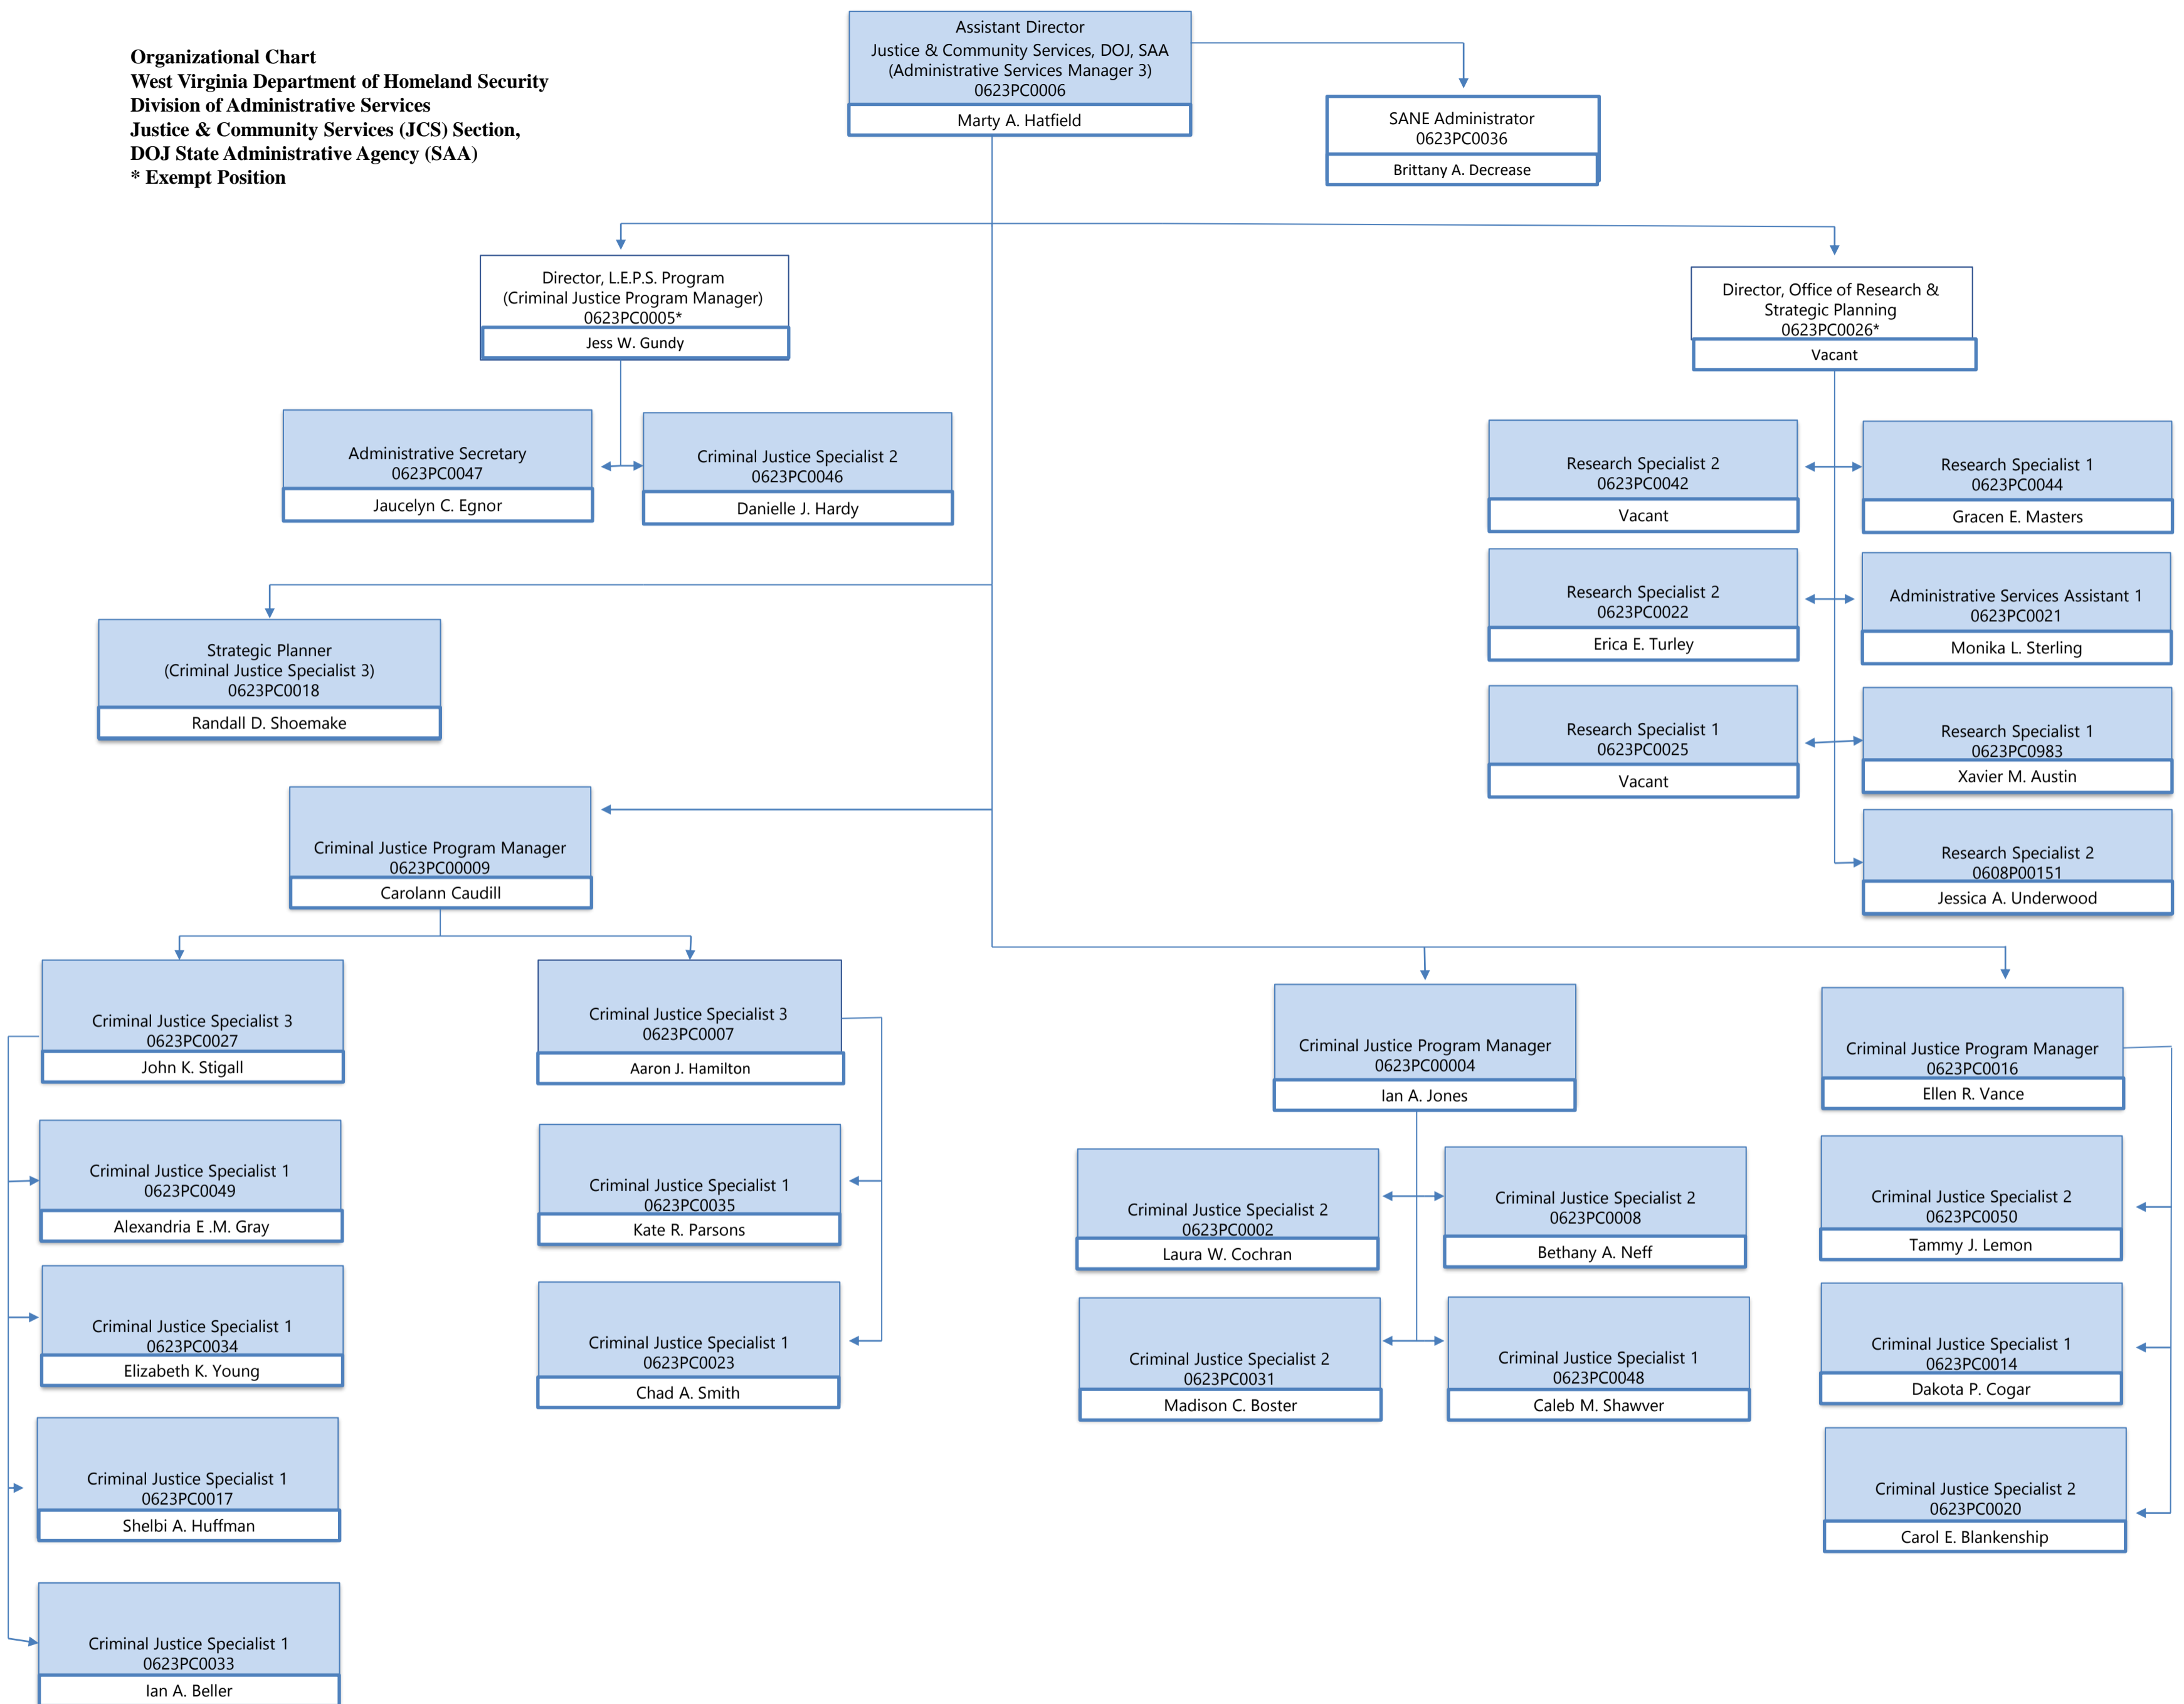 Organizational Chart
West Virginia Department of Homeland Security
Division of Administrative Services
Justice & Community Services (JCS) Section,
DOJ State Administrative Agency (SAA)
* Exempt Position
Assistant Director
Justice & Community Services, DOJ, SAA
(Administrative Services Manager 3)
0623PC0006
Marty A. Hatfield
SANE Administrator
0623PC0036
Brittany A. Decrease
Director, L.E.P.S. Program
(Criminal Justice Program Manager)
0623PC0005*
Jess W. Gundy
Director, Office of Research &
Strategic Planning
0623PC0026*
Vacant
Administrative Secretary
0623PC0047
Jaucelyn C. Egnor
Criminal Justice Specialist 2
0623PC0046
Danielle J. Hardy
Research Specialist 2
0623PC0042
Vacant
Research Specialist 1
0623PC0044
Gracen E. Masters
Research Specialist 2
0623PC0022
Erica E. Turley
Administrative Services Assistant 1
0623PC0021
Monika L. Sterling
Strategic Planner
(Criminal Justice Specialist 3)
0623PC0018
Randall D. Shoemake
Research Specialist 1
0623PC0025
Vacant
Research Specialist 1
0623PC0983
Xavier M. Austin
Research Specialist 2
0608P00151
Jessica A. Underwood
Criminal Justice Program Manager
0623PC00009
Carolann Caudill
Criminal Justice Specialist 3
0623PC0027
John K. Stigall
Criminal Justice Specialist 3
0623PC0007
Aaron J. Hamilton
Criminal Justice Program Manager
0623PC00004
Ian A. Jones
Criminal Justice Program Manager
0623PC0016
Ellen R. Vance
Criminal Justice Specialist 1
0623PC0049
Alexandria E .M. Gray
Criminal Justice Specialist 1
0623PC0035
Kate R. Parsons
Criminal Justice Specialist 2
0623PC0002
Laura W. Cochran
Criminal Justice Specialist 2
0623PC0008
Bethany A. Neff
Criminal Justice Specialist 2
0623PC0050
Tammy J. Lemon
Criminal Justice Specialist 1
0623PC0034
Elizabeth K. Young
Criminal Justice Specialist 1
0623PC0023
Chad A. Smith
Criminal Justice Specialist 2
0623PC0031
Madison C. Boster
Criminal Justice Specialist 1
0623PC0048
Caleb M. Shawver
Criminal Justice Specialist 1
0623PC0014
Dakota P. Cogar
Criminal Justice Specialist 1
0623PC0017
Shelbi A. Huffman
Criminal Justice Specialist 2
0623PC0020
Carol E. Blankenship
Criminal Justice Specialist 1
0623PC0033
Ian A. Beller